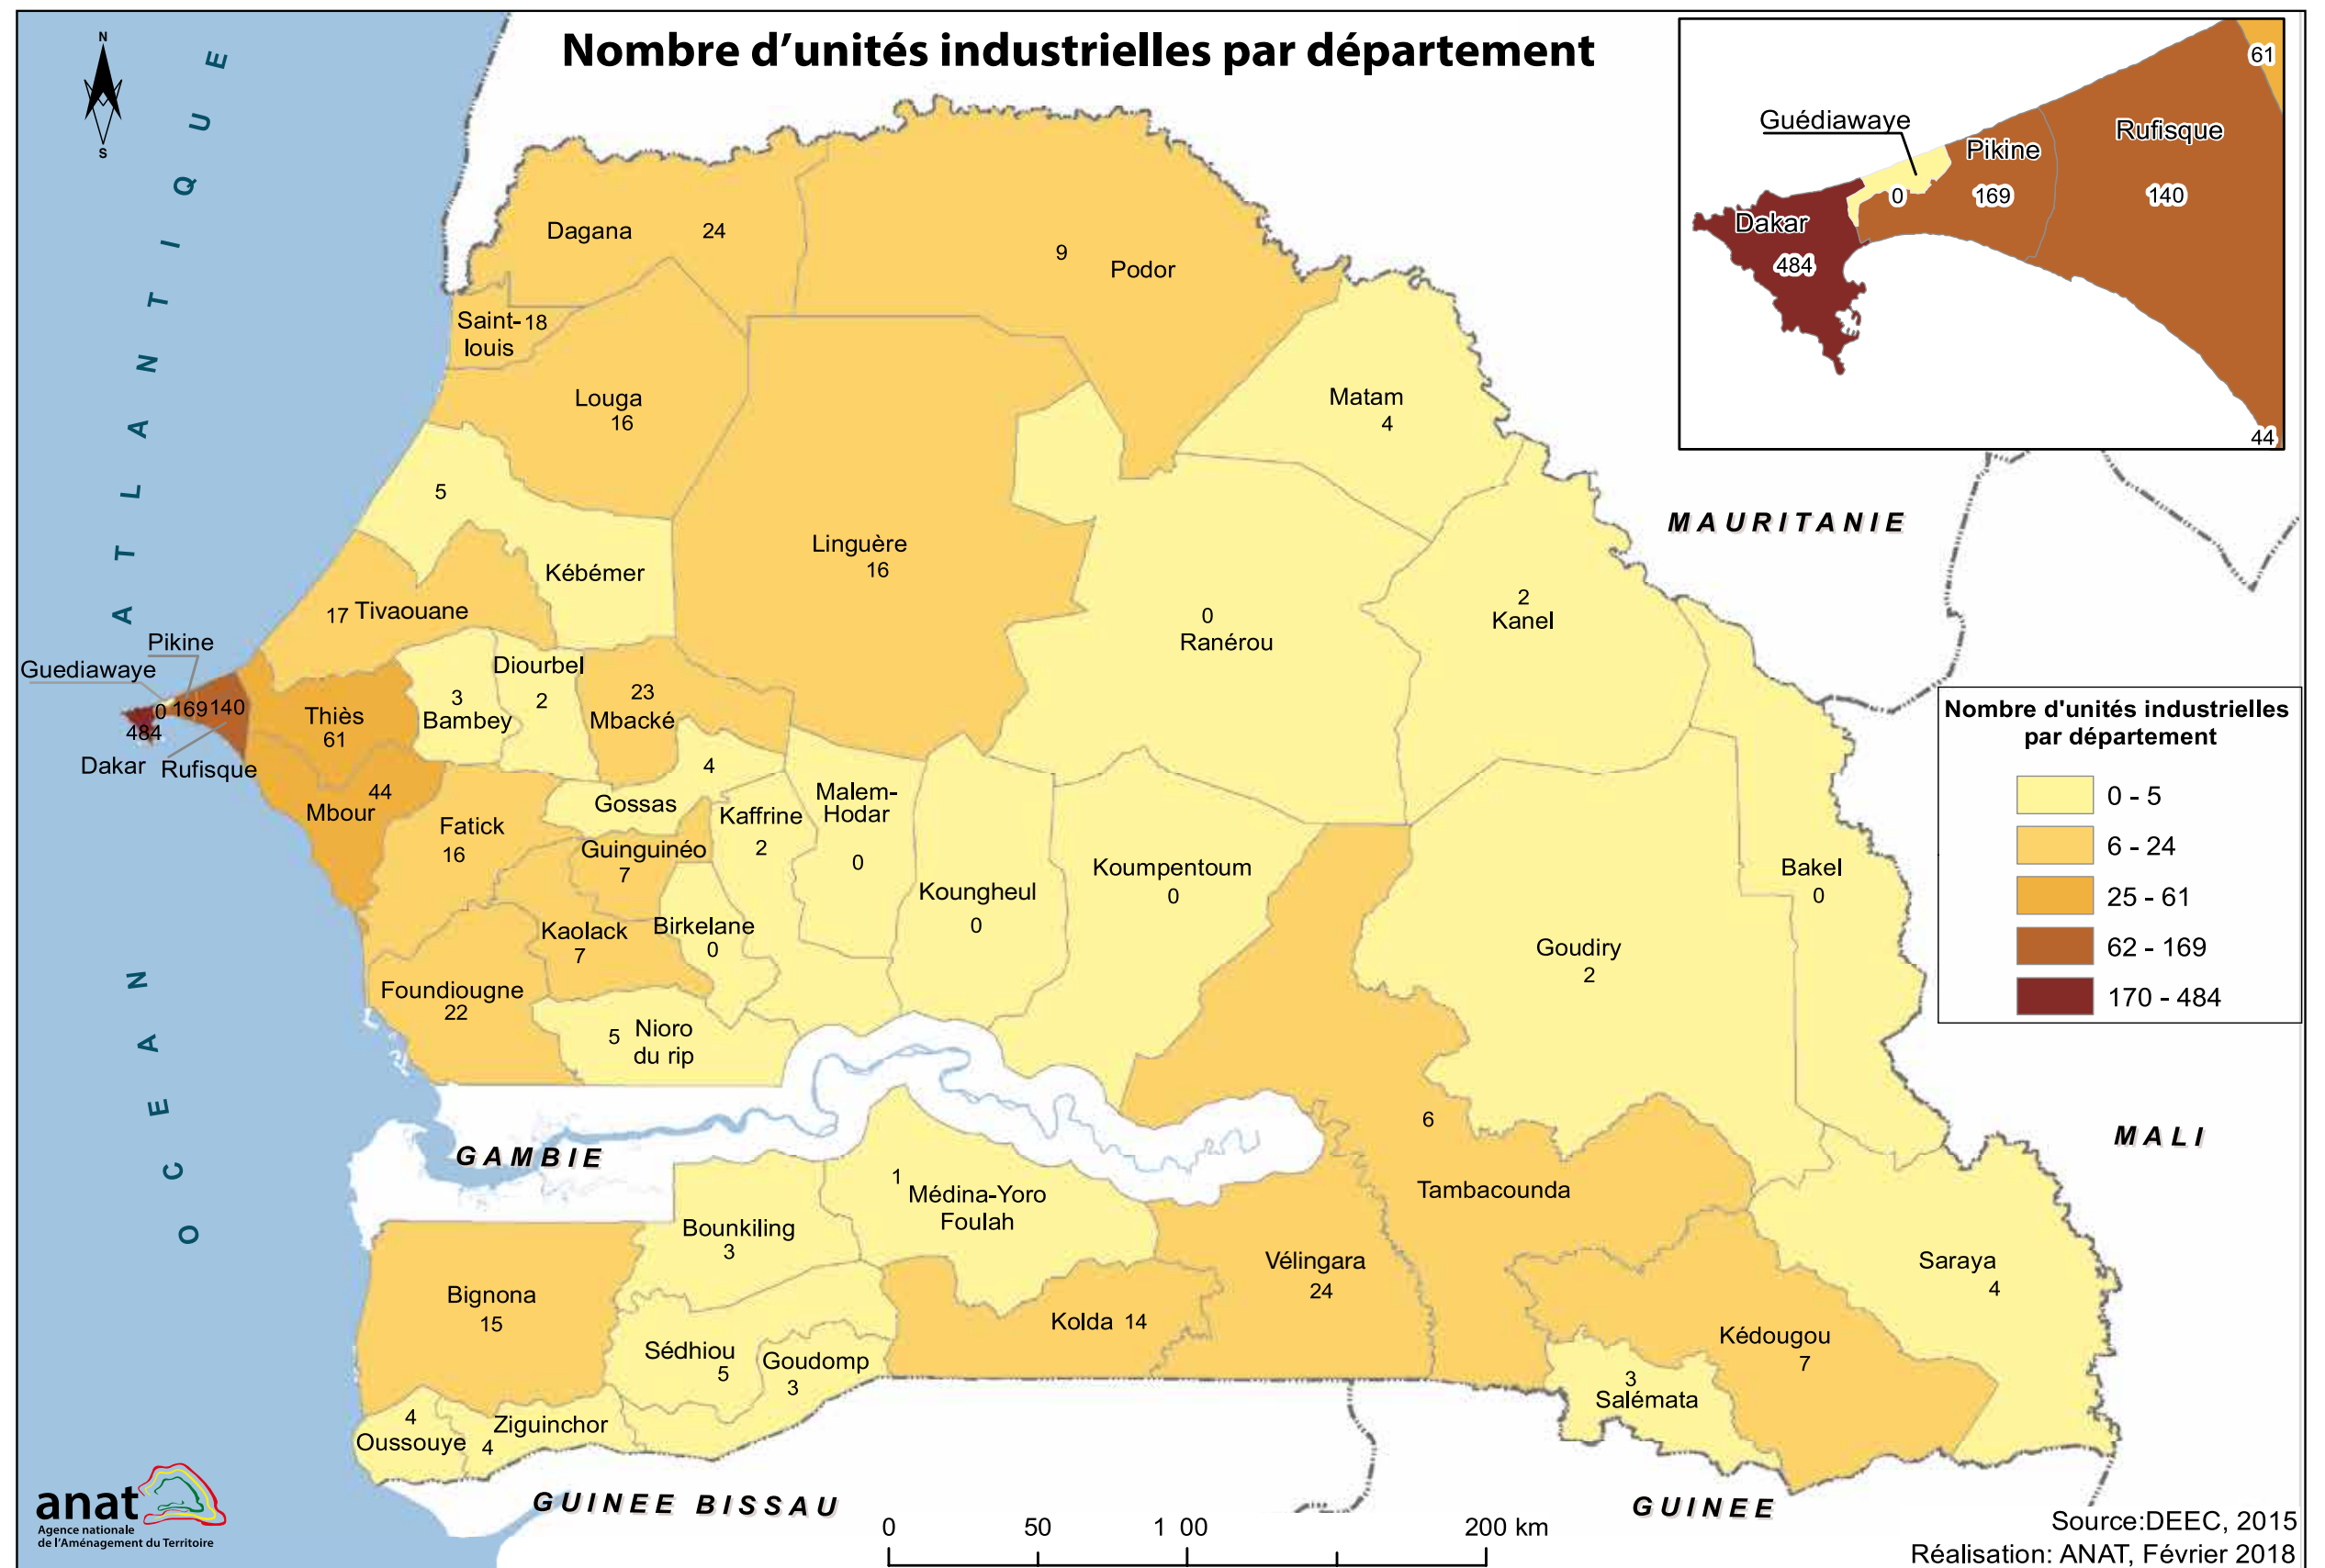 Nombre d’unités industrielles par département
N
S
OCEAN ATLANTIQUE
61
Guédiawaye
Pikine
Rufisque
0
169
140
Dakar
484
44
Dagana 24
9
Podor
Saint- 18
louis
Louga
16
Matam
4
5
Kébémer
Linguère
16
MAURITANIE
17 Tivaouane
0
Ranérou
2
Kanel
Pikine
Guediawaye
0 169 140
484
Dakar Rufisque
Thiès
61
3
Bambey
Diourbel
2
23
Mbacké
44
Mbour
4
Gossas
Fatick
16
Guinguinéo
7
Kaffrine
2
Malem-
Hodar
0
Koungheul
0
Koumpentoum
0
Kaolack
7
Birkelane
0
Goudiry
2
Bakel
0
Foundiougne
22
5 Nioro
du rip
Nombre d'unités industrielles
par département
0 - 5
6 - 24
25 - 61
62 - 169
170 - 484
GAMBIE
MALI
6
Tambacounda
1
Médina-Yoro
Foulah
Bounkiling
3
Vélingara
24
Saraya
4
Bignona
15
Kolda 14
Kédougou
7
Sédhiou
5
Goudomp
3
3
Salémata
4
Oussouye
Ziguinchor
4
GUINEE BISSAU
GUINEE
anat
Agence nationale
de l'Aménagement du Territoire
0 50 1 00 200 km
Source:DEEC, 2015
Réalisation: ANAT, Février 2018